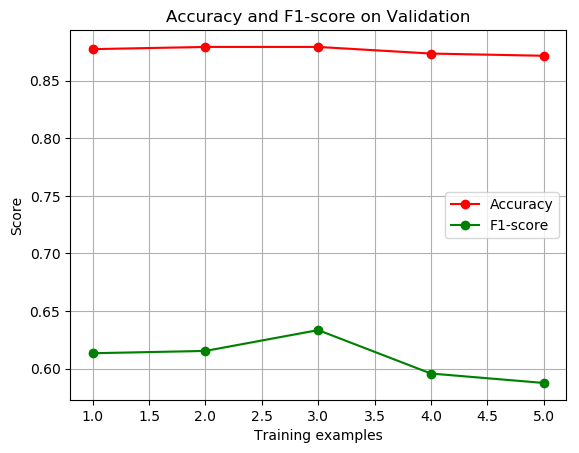 Accuracy and F1-score on Validation
0.85
0.80
0.75
0.70
0.65
0.60
Score
Accuracy
F1-score
1.0 1.5 2.0 2.5 3.0 3.5 4.0 4.5 5.0
Training examples